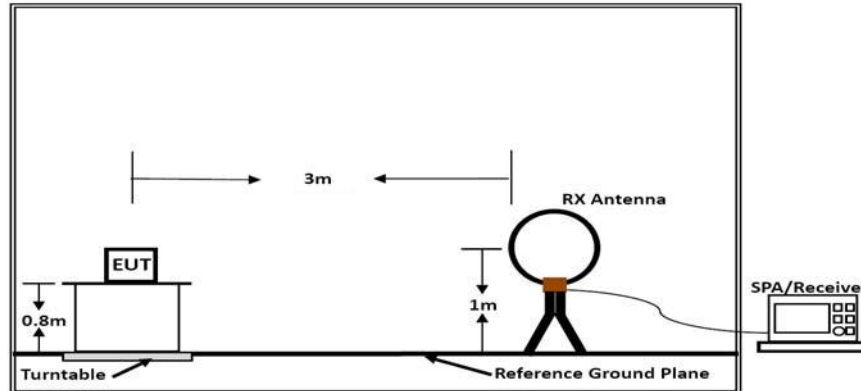 3m
RX Antenna
EUT
1m
SPA/Receive
0.8m
Turntable
Reference Ground Plane